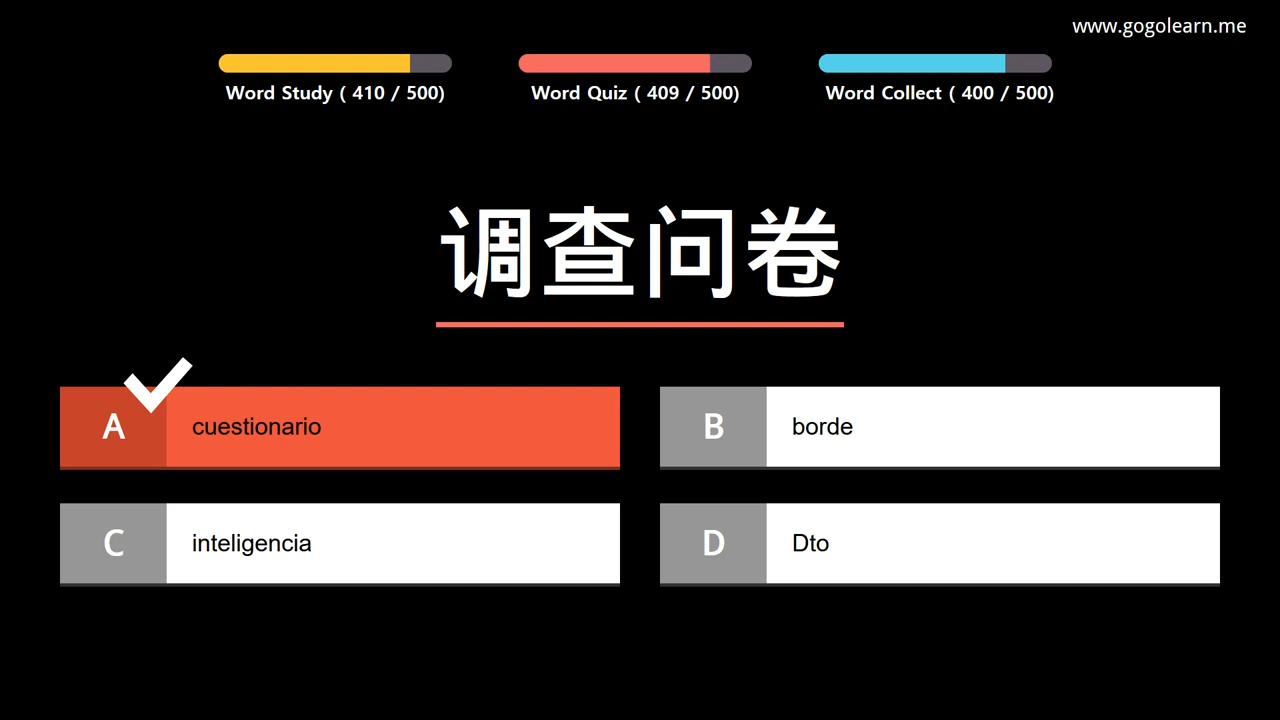 www.gogolearn.me
Word Study ( 410 / 500)
Word Quiz ( 409 / 500)
Word Collect ( 400 / 500)
调查问卷
A cuestionario
B borde
C inteligencia
D Dto